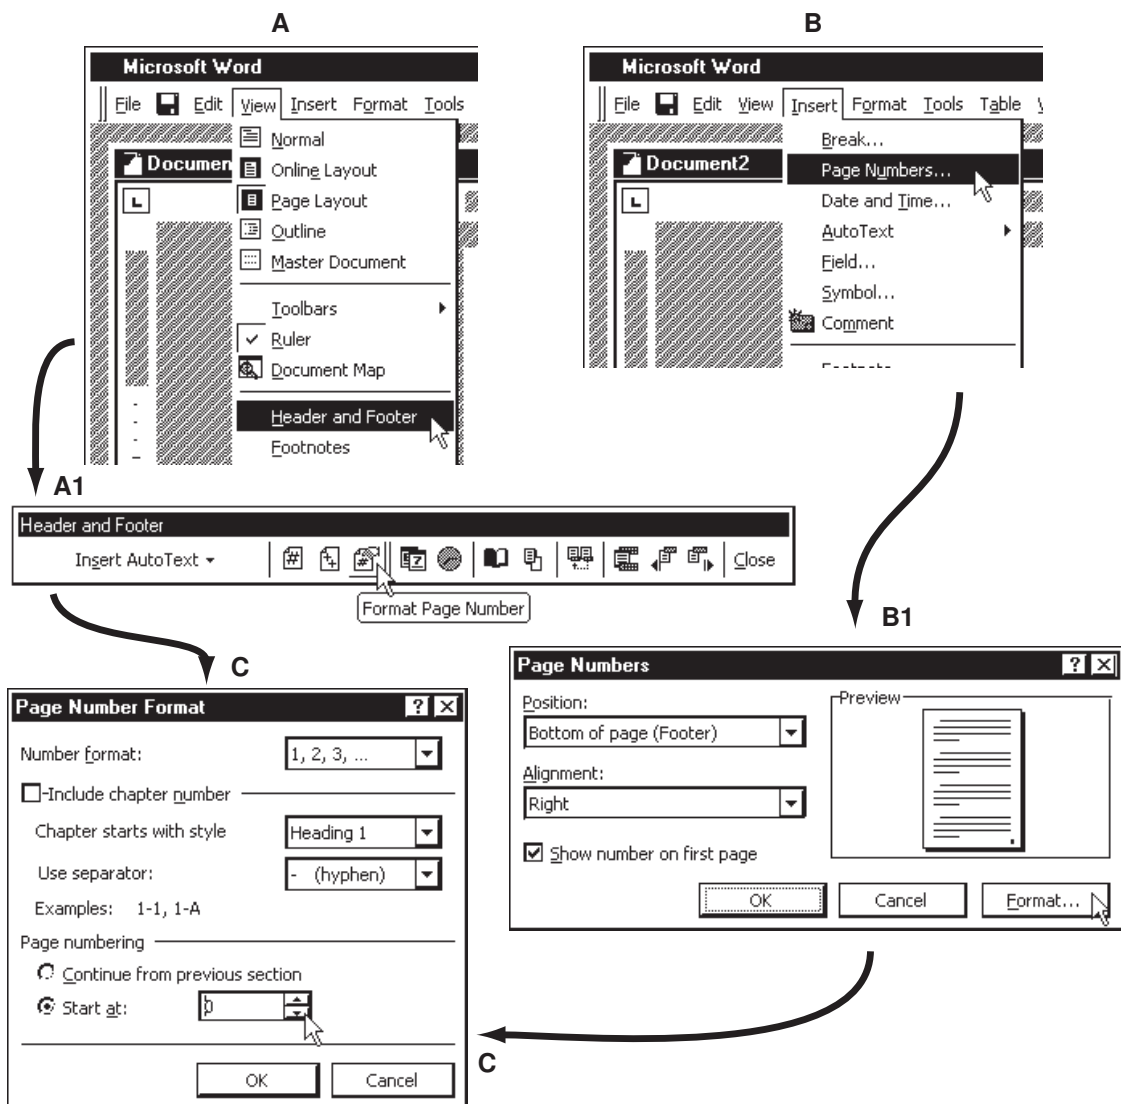 A
Microsoft Word
File Edit View Insert Format Tools
Normal
Documen
Online Layout
Page Layout
Outline
Master Document
Toolbars
Ruler
Document Map
Header and Footer
Footnotes
B
Microsoft Word
File Edit View Insert Format Tools Table
Break...
Document2
Page Numbers...
Date and Time...
AutoText
Field...
Symbol...
Comment
A1
Header and Footer
Insert AutoText
Close
Format Page Number
B1
Page Numbers
Position:
Bottom of page (Footer)
Alignment:
Right
Show number on first page
Preview
OK Cancel Format...
C
Page Number Format
Number format: 1, 2, 3, ...
Include chapter number
Chapter starts with style Heading 1
Use separator: - (hyphen)
Examples: 1-1, 1-A
Page numbering
Continue from previous section
Start at: 0
OK Cancel
C